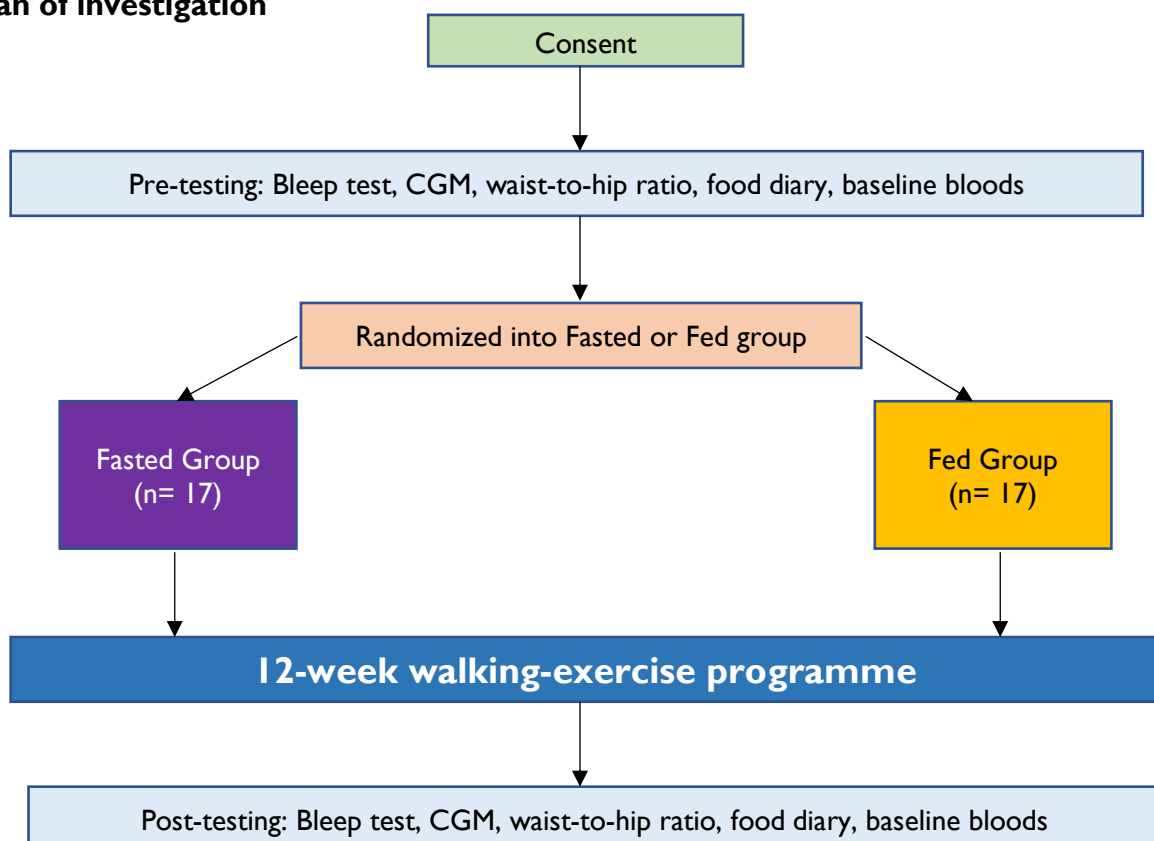 an of investigation
Consent
Pre-testing: Bleep test, CGM, waist-to-hip ratio, food diary, baseline bloods
Randomized into Fasted or Fed group
Fasted Group
(n= 17)
Fed Group
(n= 17)
12-week walking-exercise programme
Post-testing: Bleep test, CGM, waist-to-hip ratio, food diary, baseline bloods